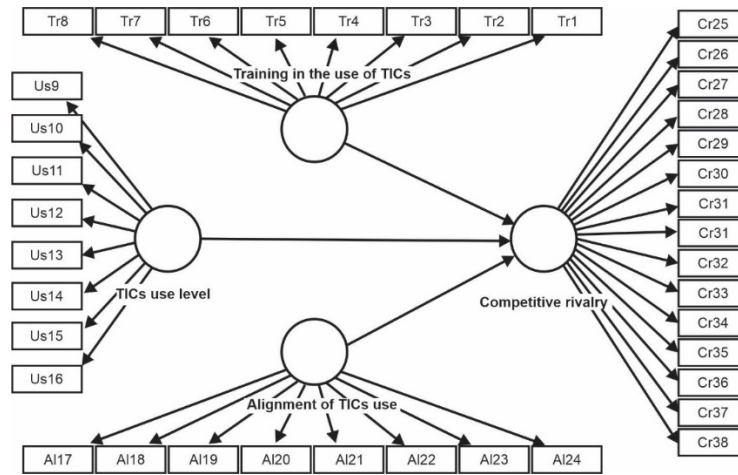 Tr8
Tr7
Tr6
Tr5
Tr4
Tr3
Tr2
Tr1
Training in the use of TICs
Us9
Us10
Us11
Us12
Us13
Us14
Us15
Us16
TICs use level
Competitive rivalry
Cr25
Cr26
Cr27
Cr28
Cr29
Cr30
Cr31
Cr31
Cr32
Cr33
Cr34
Cr35
Cr36
Cr37
Cr38
Alignment of TICs use
Al17
Al18
Al19
Al20
Al21
Al22
Al23
Al24